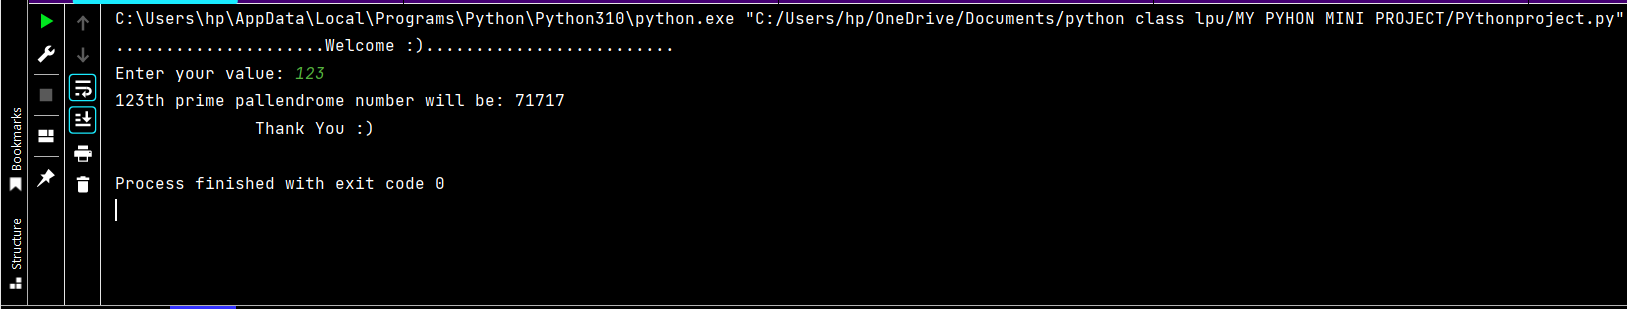 C:\Users\hp\AppData\Local\Programs\Python\Python310\python.exe "C:/Users/hp/OneDrive/Documents/python class lpu/MY PYHON MINI PROJECT/PYthonproject.py"
.....................Welcome :).........................
Enter your value: 123
123th prime pallendrome number will be: 71717
Thank You :)
Process finished with exit code 0
Bookmarks
Structure